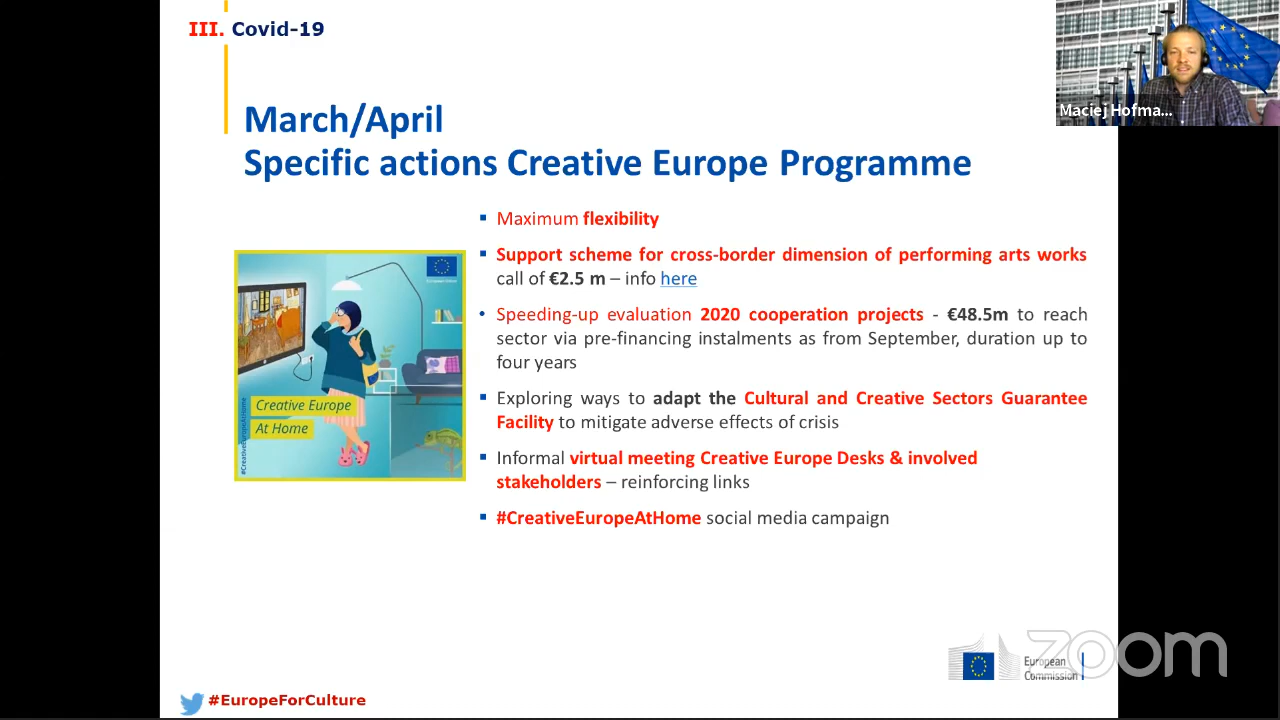 III. Covid-19
Maciej Hofma...
March/April
Specific actions Creative Europe Programme
Maximum flexibility
Support scheme for cross-border dimension of performing arts works
call of €2.5 m – info here
Speeding-up evaluation 2020 cooperation projects - €48.5m to reach
sector via pre-financing instalments as from September, duration up to
four years
Exploring ways to adapt the Cultural and Creative Sectors Guarantee
Facility to mitigate adverse effects of crisis
Informal virtual meeting Creative Europe Desks & involved
stakeholders – reinforcing links
#CreativeEuropeAtHome social media campaign
Creative Europe
At Home
#CreativeEuropeAtHome
European
Commission
zoom
#EuropeForCulture